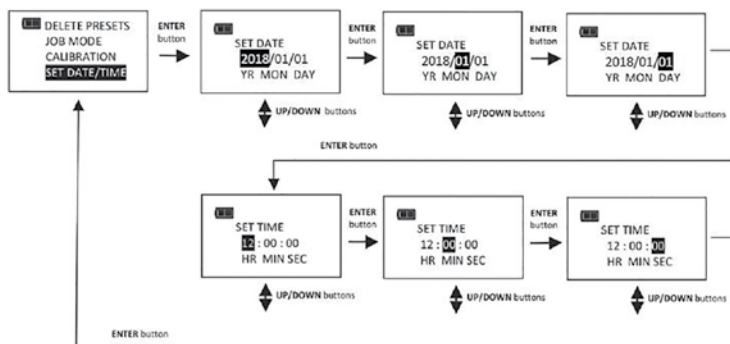 DELETE PRESETS
JOB MODE
CALIBRATION
SET DATE/TIME
ENTER
button
SET DATE
2018/01/01
YR MON DAY
UP/DOWN buttons
ENTER
button
SET DATE
2018/01/01
YR MON DAY
UP/DOWN buttons
ENTER
button
SET DATE
2018/01/01
YR MON DAY
UP/DOWN buttons
ENTER button
SET TIME
12 : 00 : 00
HR MIN SEC
UP/DOWN buttons
ENTER
button
SET TIME
12 : 00 : 00
HR MIN SEC
UP/DOWN buttons
ENTER
button
SET TIME
12 : 00 : 00
HR MIN SEC
UP/DOWN buttons
ENTER button